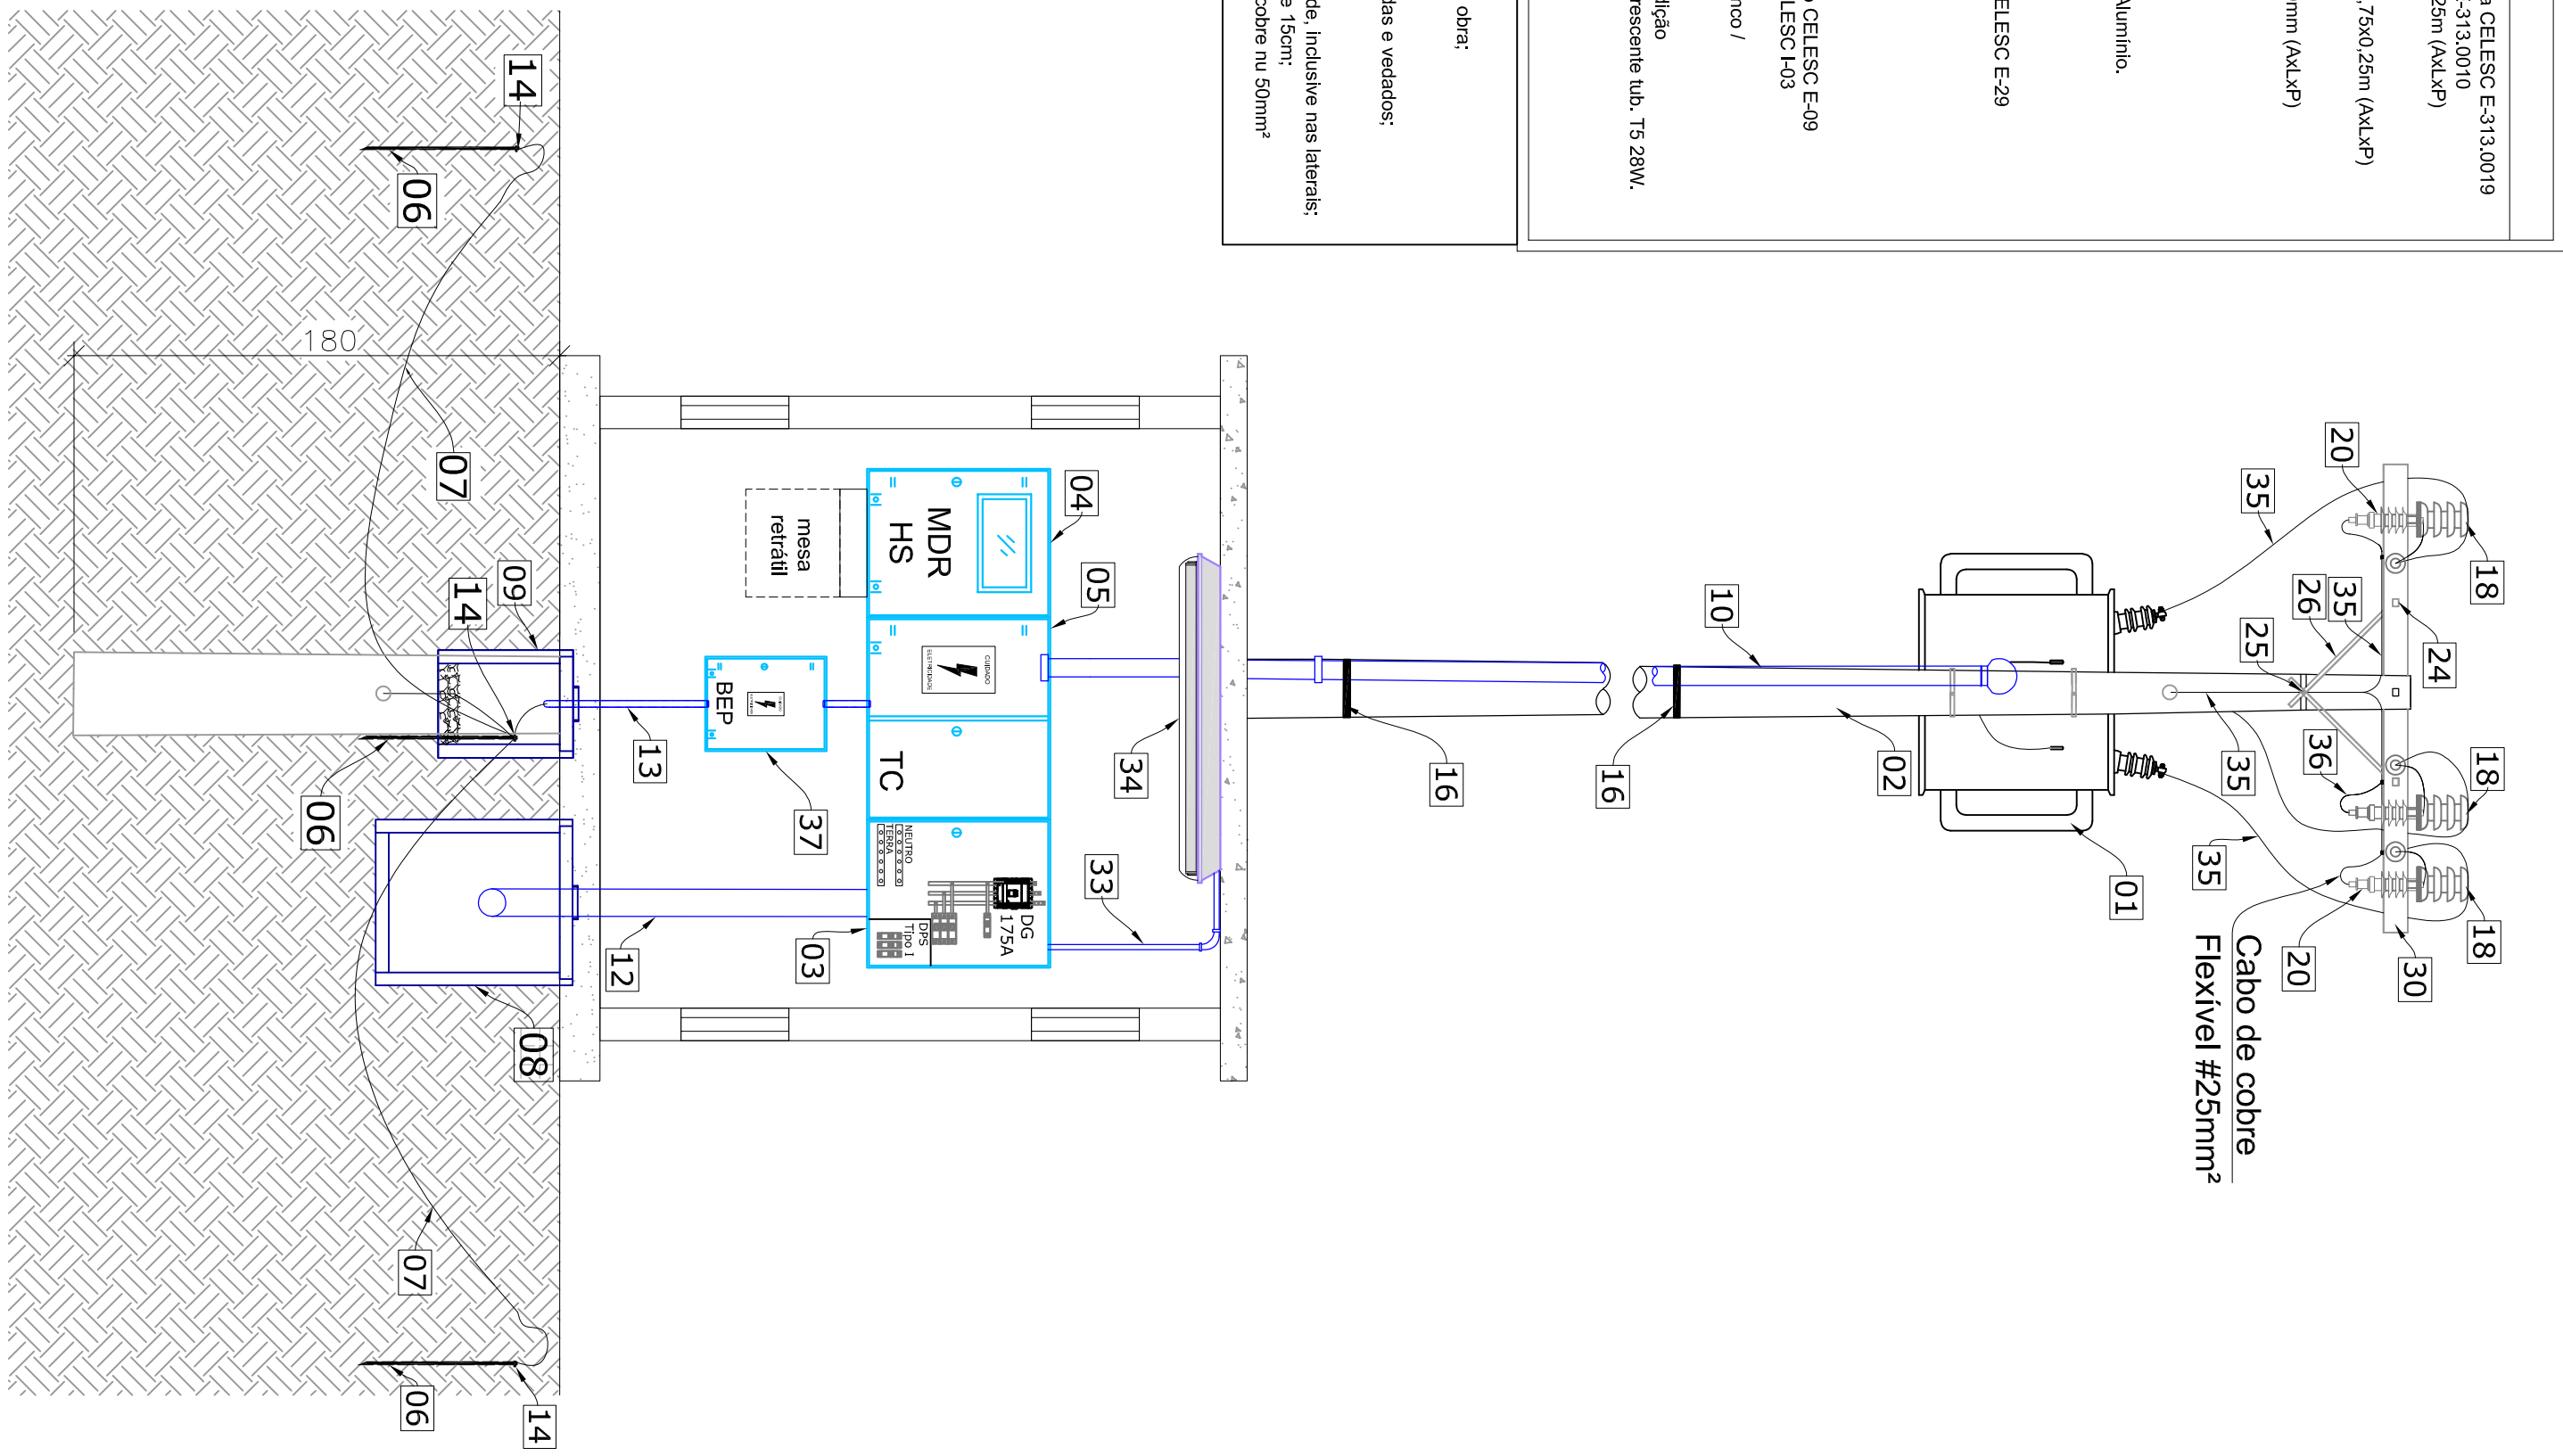 a CELESC E-313.0019
E-313.0010
25m (AxLxP)
,75x0,25m (AxLxP)
mm (AxLxP)
Alumínio.
ELESC E-29
o CELESC E-09
LESC I-03
nco /
dição
rescente tub. T5 28W.
obra;
das e vedados;
de, inclusive nas laterais;
e 15cm;
cobre nu 50mm²
18
18
18
20
24
30
35
35
26
25
36
20
35
35
Cabo de cobre
Flexível #25mm²
01
02
10
16
16
34
33
04
05
MDR
HS
mesa
retrátil
CUIDADO
ELETRICIDADE
TC
DG
175A
NEUTRO
TERRA
DPS
Tipo I
03
BEP
37
13
12
09
14
14
06
07
180
06
08
07
06
14